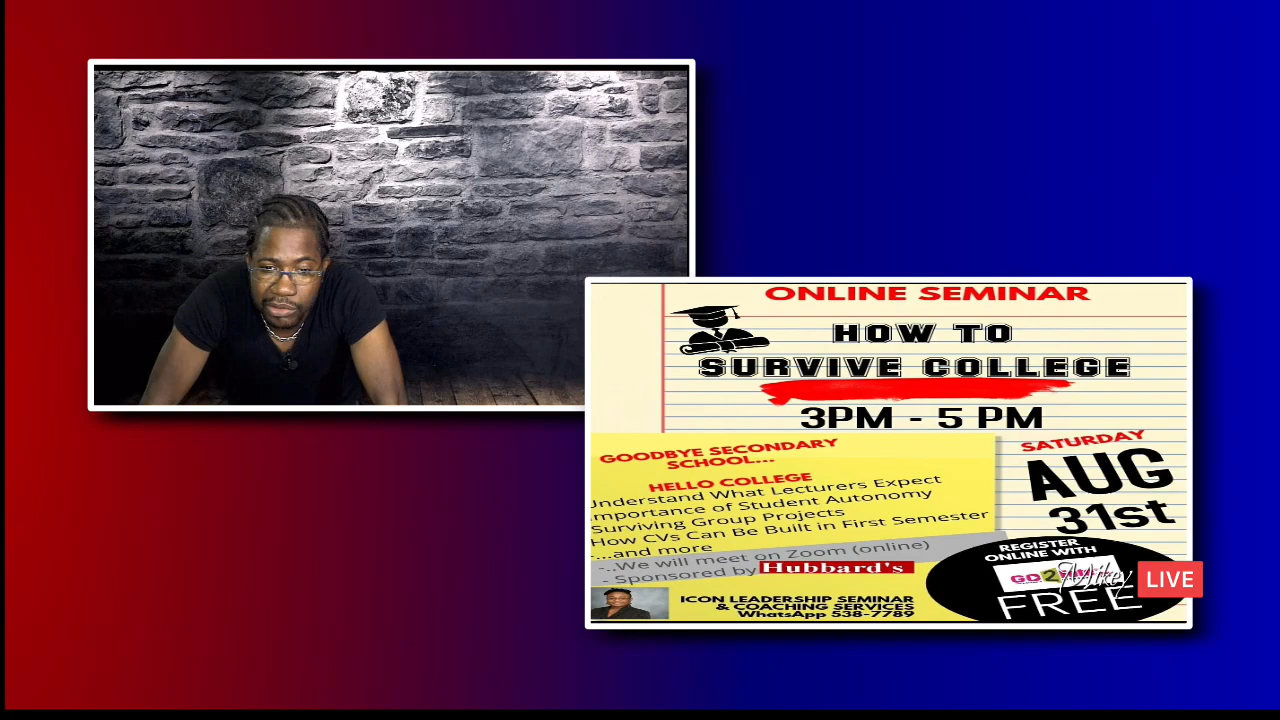 ONLINE SEMINAR
HOW TO
SURVIVE COLLEGE
3PM - 5 PM
GOODBYE SECONDARY
SCHOOL...
HELLO COLLEGE
Understand What Lecturers Expect
Importance of Student Autonomy
Surviving Group Projects
How CVs Can Be Built in First Semester
...and more
-..We will meet on Zoom (online)
- Sponsored by Hubbard's
SATURDAY
AUG
31st
REGISTER
ONLINE WITH
Mikey LIVE
FREE
ICON LEADERSHIP SEMINAR
& COACHING SERVICES
WhatsApp 538-7789